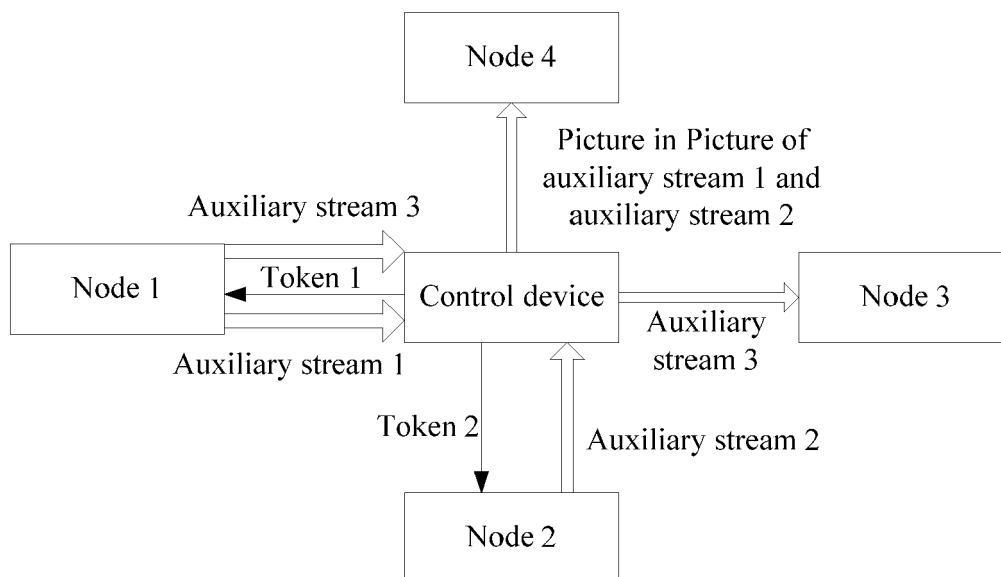 Node 4
Picture in Picture of
auxiliary stream 1 and
auxiliary stream 2
Auxiliary stream 3
Node 1
Token 1
Control device
Node 3
Auxiliary stream 1
Auxiliary
stream 3
Token 2
Auxiliary stream 2
Node 2